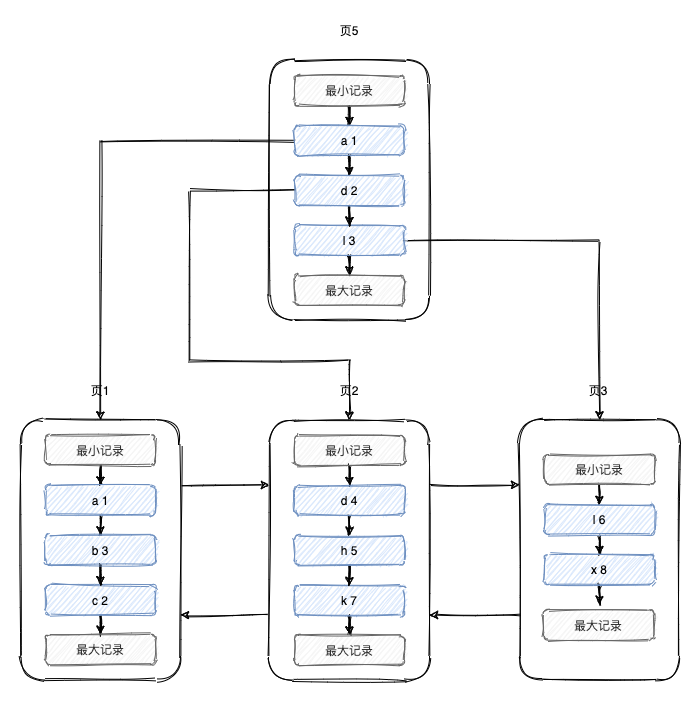 页5
最小记录
a 1
d 2
l 3
最大记录
页1
最小记录
a 1
b 3
c 2
最大记录
页2
最小记录
d 4
h 5
k 7
最大记录
页3
最小记录
l 6
x 8
最大记录